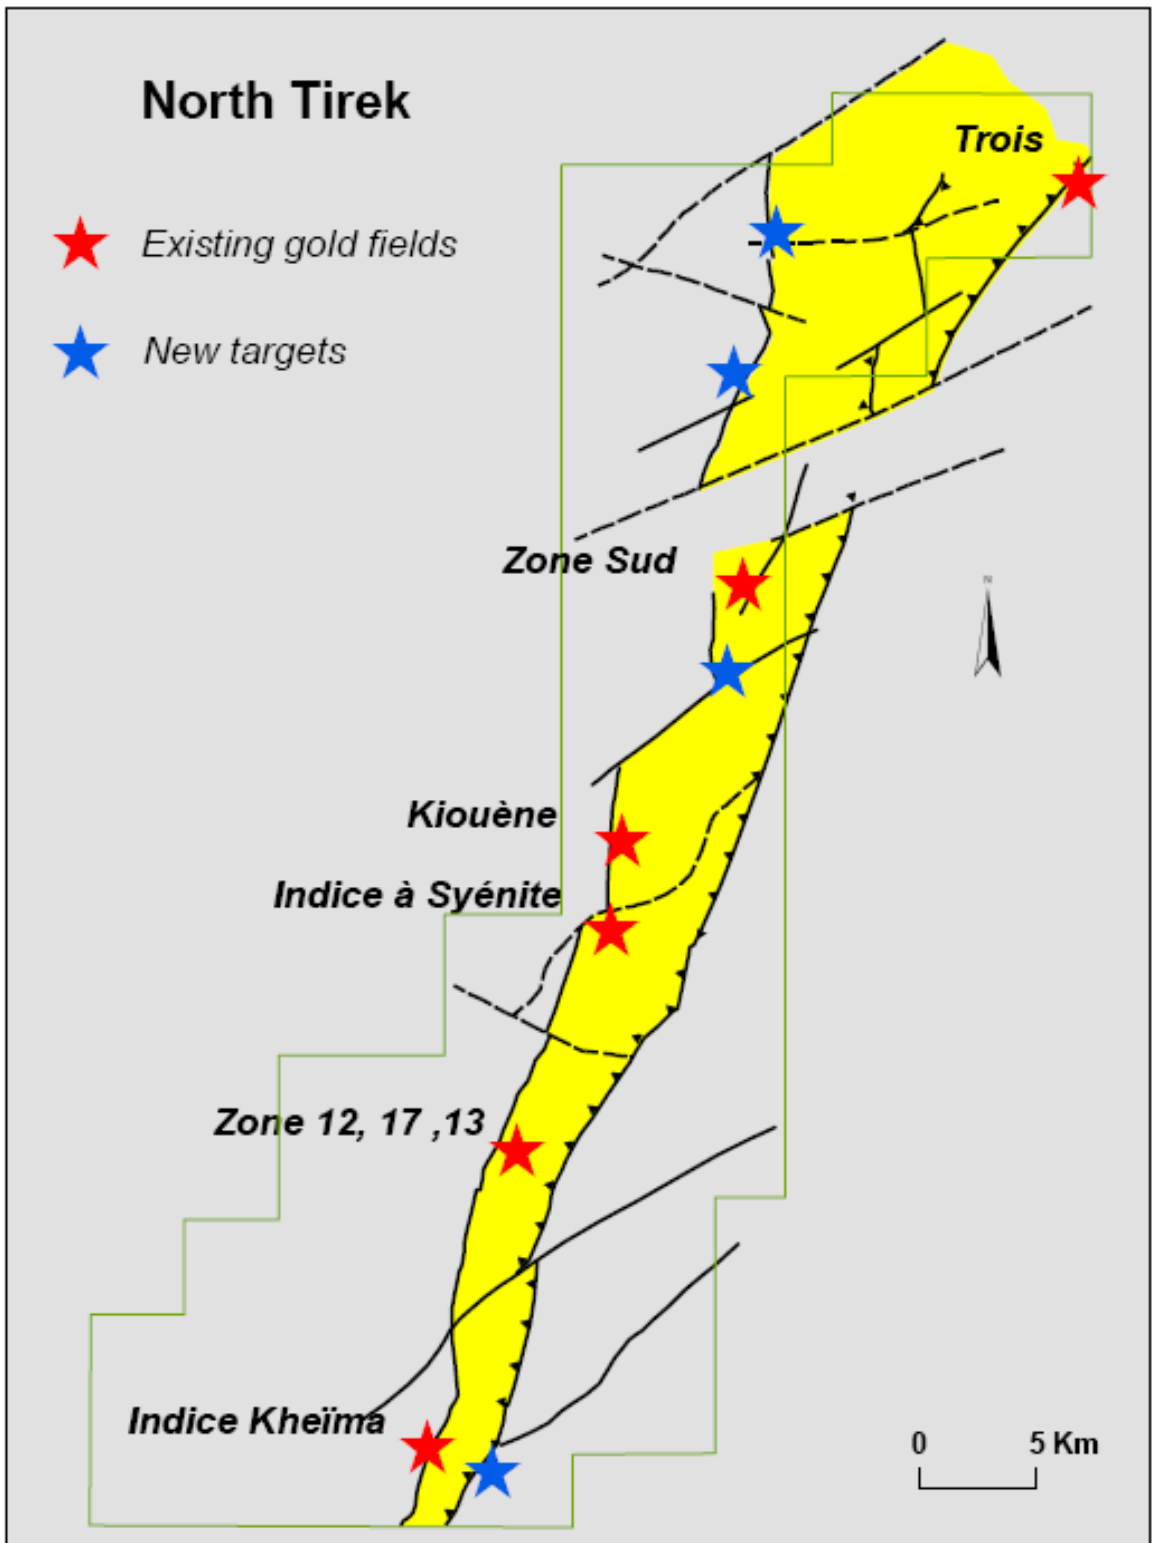 North Tirek
Trois
Existing gold fields
New targets
Zone Sud
N
Kiouène
Indice à Syénite
Zone 12, 17 ,13
Indice Kheïma
0 5 Km